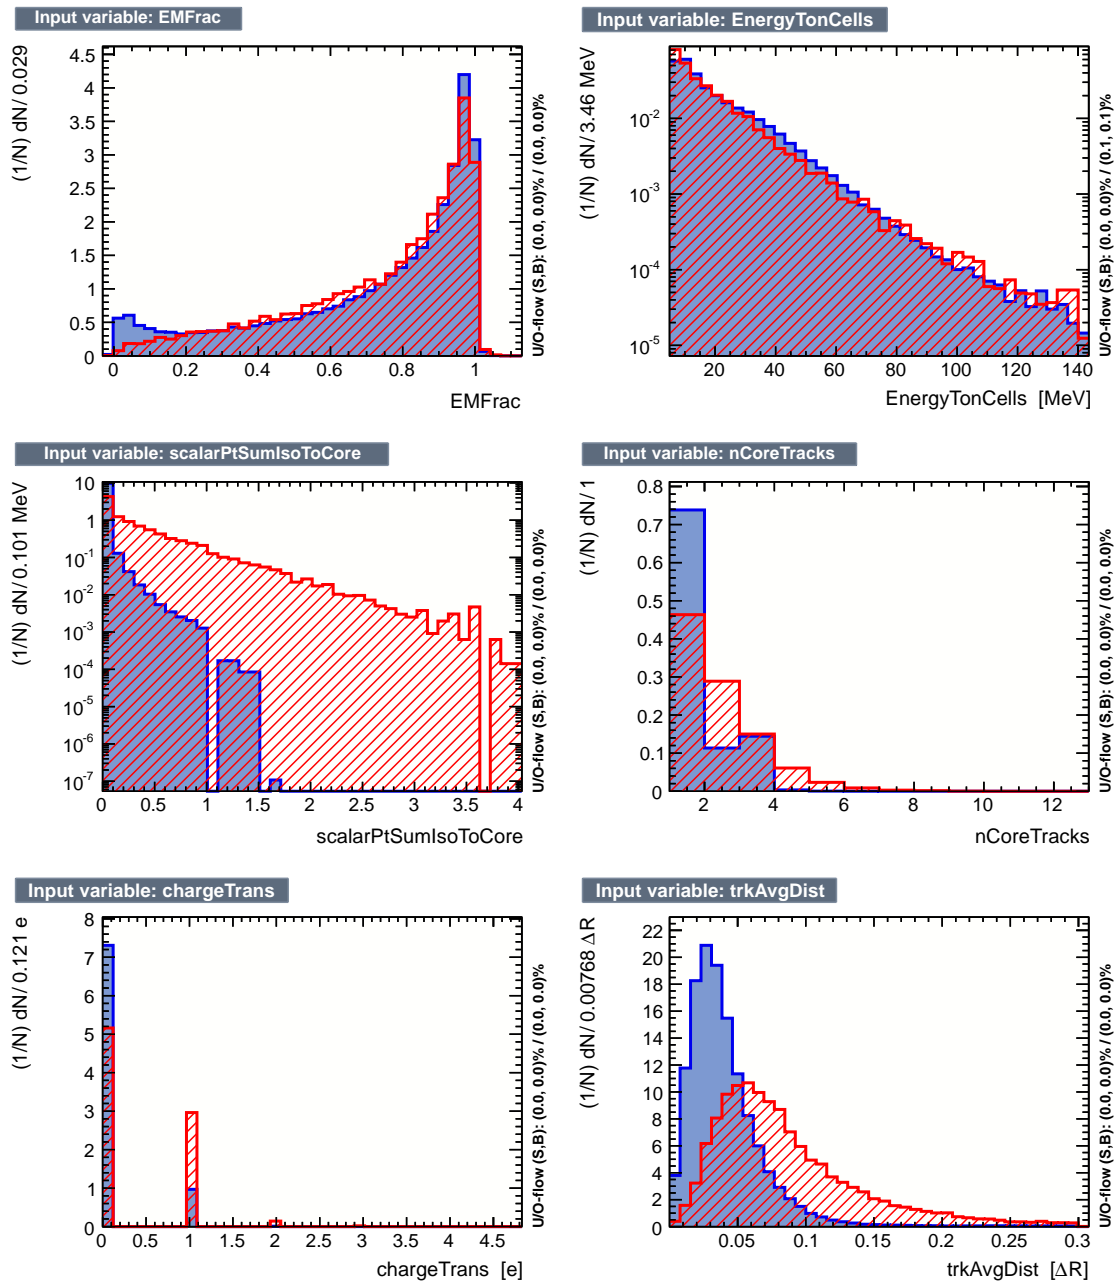 Input variable: EMFrac
(1/N) dN/ 0.029
4.5
4
3.5
3
2.5
2
1.5
1
0.5
0
0 0.2 0.4 0.6 0.8 1
EMFrac
U/O-flow (S,B): (0.0, 0.0)% / (0.0, 0.0)%
Input variable: EnergyTonCells
(1/N) dN/ 3.46 MeV
10-2
10-3
10-4
10-5
20 40 60 80 100 120 140
EnergyTonCells [MeV]
U/O-flow (S,B): (0.0, 0.0)% / (0.1, 0.1)%
Input variable: scalarPtSumIsoToCore
(1/N) dN/ 0.101 MeV
10
1
10-1
10-2
10-3
10-4
10-5
10-6
10-7
0 0.5 1 1.5 2 2.5 3 3.5 4
scalarPtSumIsoToCore
U/O-flow (S,B): (0.0, 0.0)% / (0.0, 0.0)%
Input variable: nCoreTracks
(1/N) dN/ 1
0.8
0.7
0.6
0.5
0.4
0.3
0.2
0.1
0
2 4 6 8 10 12
nCoreTracks
U/O-flow (S,B): (0.0, 0.0)% / (0.0, 0.0)%
Input variable: chargeTrans
(1/N) dN/ 0.121 e
8
7
6
5
4
3
2
1
0
0 0.5 1 1.5 2 2.5 3 3.5 4 4.5
chargeTrans [e]
U/O-flow (S,B): (0.0, 0.0)% / (0.0, 0.0)%
Input variable: trkAvgDist
(1/N) dN/ 0.00768 ΔR
22
20
18
16
14
12
10
8
6
4
2
0
0.05 0.1 0.15 0.2 0.25 0.3
trkAvgDist [ΔR]
U/O-flow (S,B): (0.0, 0.0)% / (0.0, 0.0)%